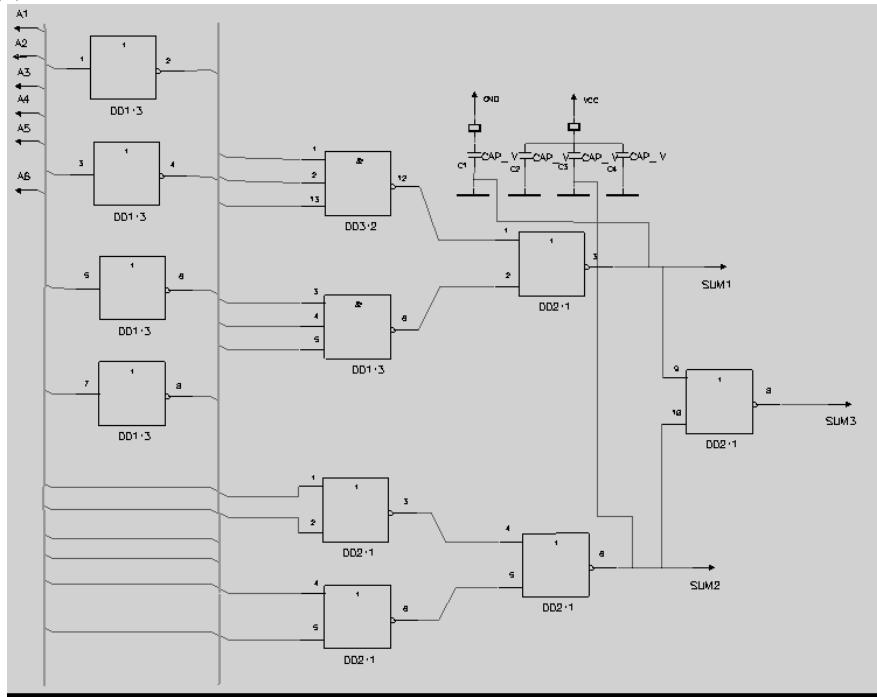 A1
A2
A3
A4
A5
A6
1
1
2
DD1·3
3
1
4
DD1·3
5
1
6
DD1·3
7
1
8
DD1·3
1
2
13
&
12
DD3·2
3
4
5
&
6
DD1·3
GND
VCC
C1
CAP_V
C2
CAP_V
C3
CAP_V
C4
CAP_V
1
2
1
3
DD2·1
SUM1
9
10
1
8
DD2·1
SUM3
1
2
1
3
DD2·1
4
5
1
6
DD2·1
4
5
1
6
DD2·1
SUM2